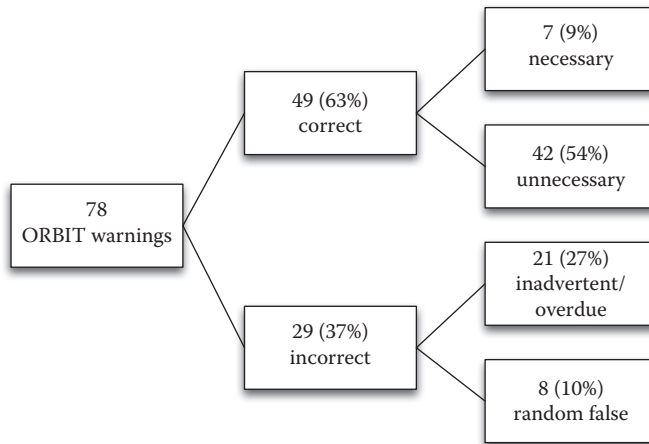 78
ORBIT warnings
49 (63%)
correct
7 (9%)
necessary
42 (54%)
unnecessary
29 (37%)
incorrect
21 (27%)
inadvertent/
overdue
8 (10%)
random false